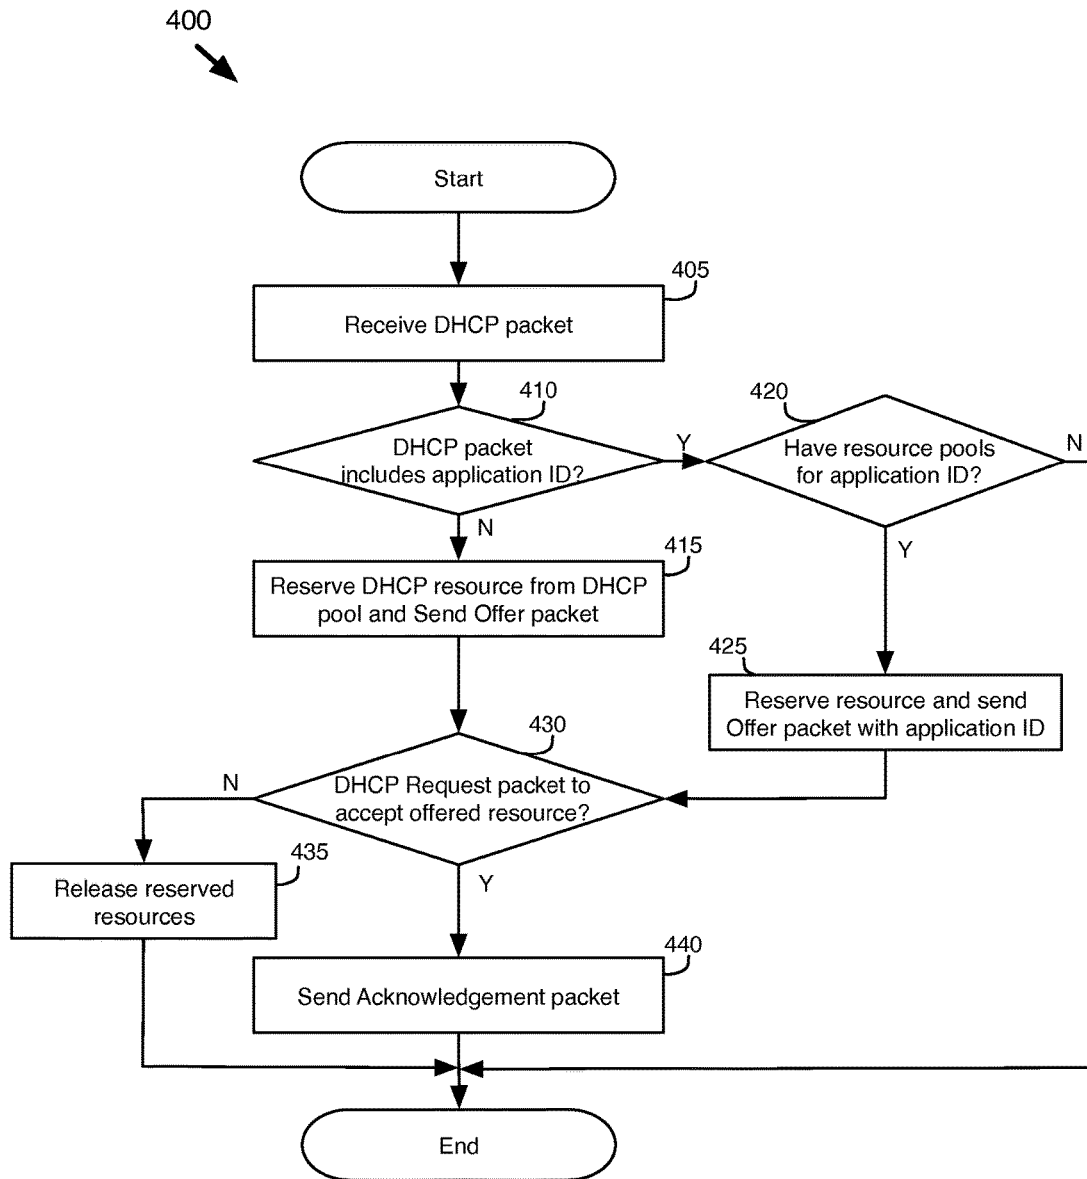 400
Start
405
Receive DHCP packet
410
DHCP packet
includes application ID?
Y
N
420
Have resource pools
for application ID?
N
Y
415
Reserve DHCP resource from DHCP
pool and Send Offer packet
425
Reserve resource and send
Offer packet with application ID
430
DHCP Request packet to
accept offered resource?
N
Y
435
Release reserved
resources
440
Send Acknowledgement packet
End